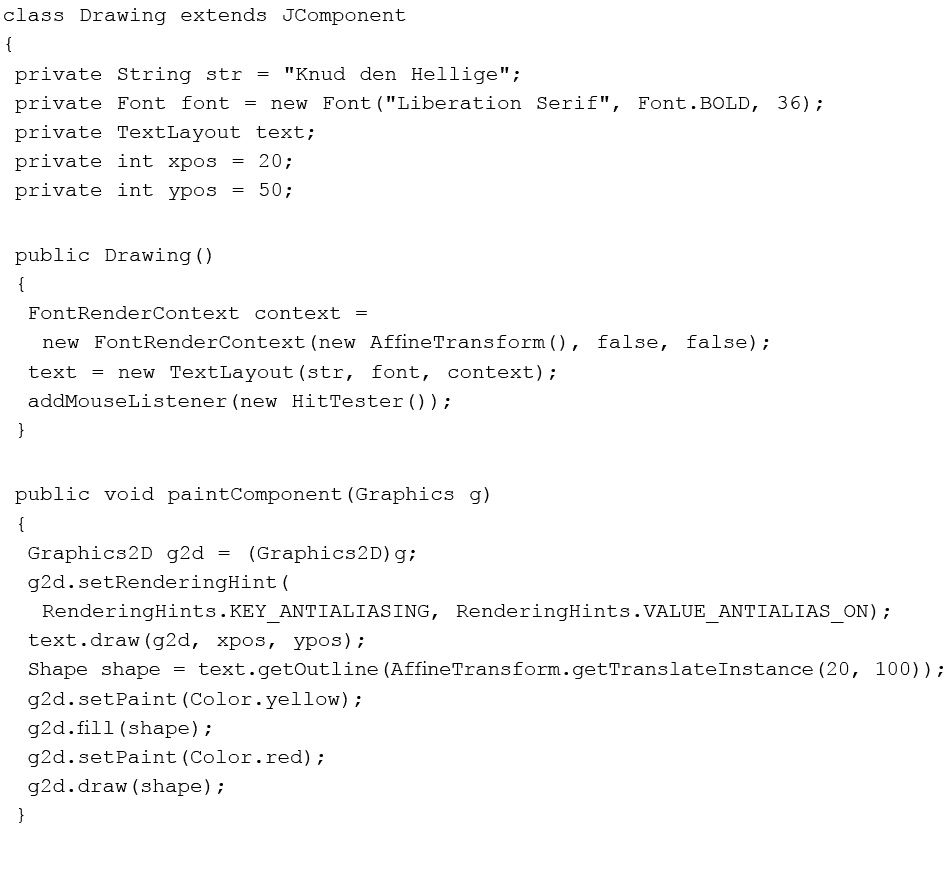 class Drawing extends JComponent
{
private String str = "Knud den Hellige";
private Font font = new Font("Liberation Serif", Font.BOLD, 36);
private TextLayout text;
private int xpos = 20;
private int ypos = 50;
public Drawing()
{
FontRenderContext context =
new FontRenderContext(new AffineTransform(), false, false);
text = new TextLayout(str, font, context);
addMouseListener(new HitTester());
}
public void paintComponent(Graphics g)
{
Graphics2D g2d = (Graphics2D)g;
g2d.setRenderingHint(
RenderingHints.KEY_ANTIALIASING, RenderingHints.VALUE_ANTIALIAS_ON);
text.draw(g2d, xpos, ypos);
Shape shape = text.getOutline(AffineTransform.getTranslateInstance(20, 100));
g2d.setPaint(Color.yellow);
g2d.fill(shape);
g2d.setPaint(Color.red);
g2d.draw(shape);
}